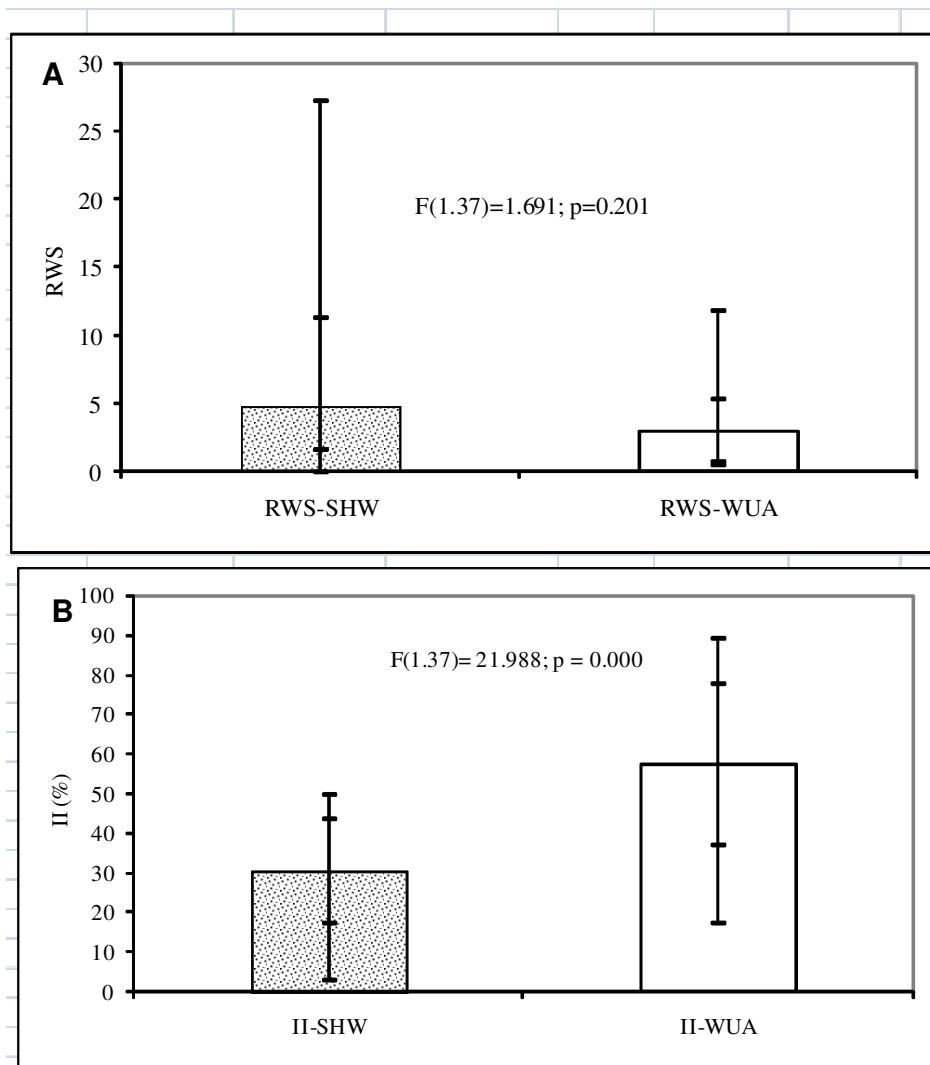 A
30
25
20
15
10
5
0
RWS
F(1.37)=1.691; p=0.201
RWS-SHW RWS-WUA
B
100
90
80
70
60
50
40
30
20
10
0
II (%)
F(1.37)= 21.988; p = 0.000
II-SHW II-WUA